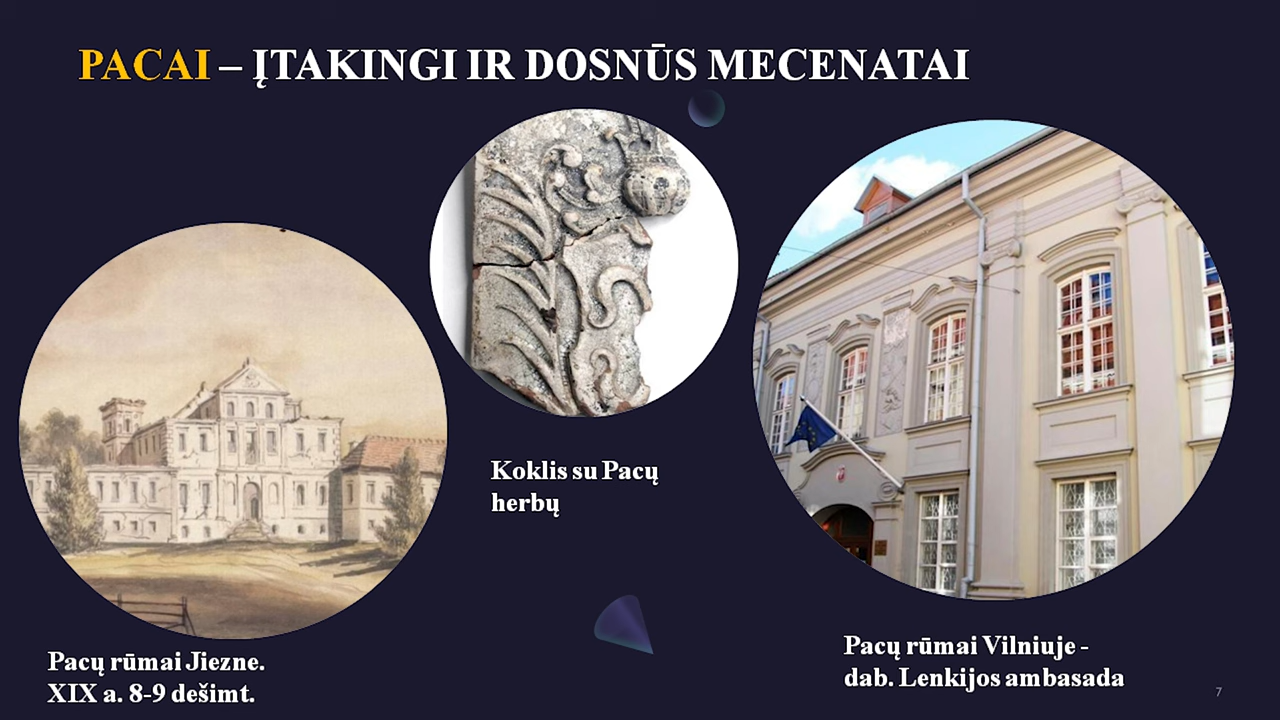 PACAI – ĮTAKINGI IR DOSNŪS MECENATAI
Koklis su Pacų
herbų
Pacų rūmai Jiezne.
XIX a. 8-9 dešimt.
Pacų rūmai Vilniuje -
dab. Lenkijos ambasada
7